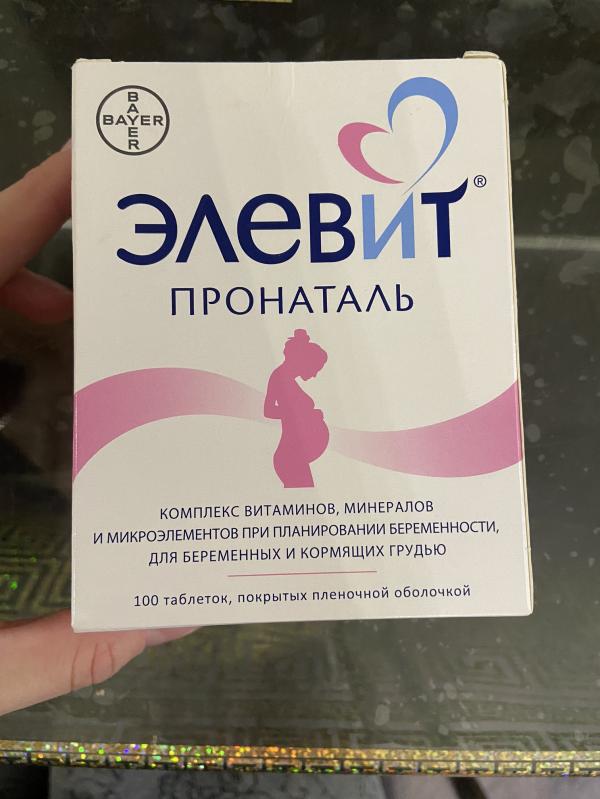 BAYER
BAYER
ЭЛЕВИТ®
ПРОНАТАЛЬ
КОМПЛЕКС ВИТАМИНОВ, МИНЕРАЛОВ
И МИКРОЭЛЕМЕНТОВ ПРИ ПЛАНИРОВАНИИ БЕРЕМЕННОСТИ,
ДЛЯ БЕРЕМЕННЫХ И КОРМЯЩИХ ГРУДЬЮ
100 таблеток, покрытых пленочной оболочкой